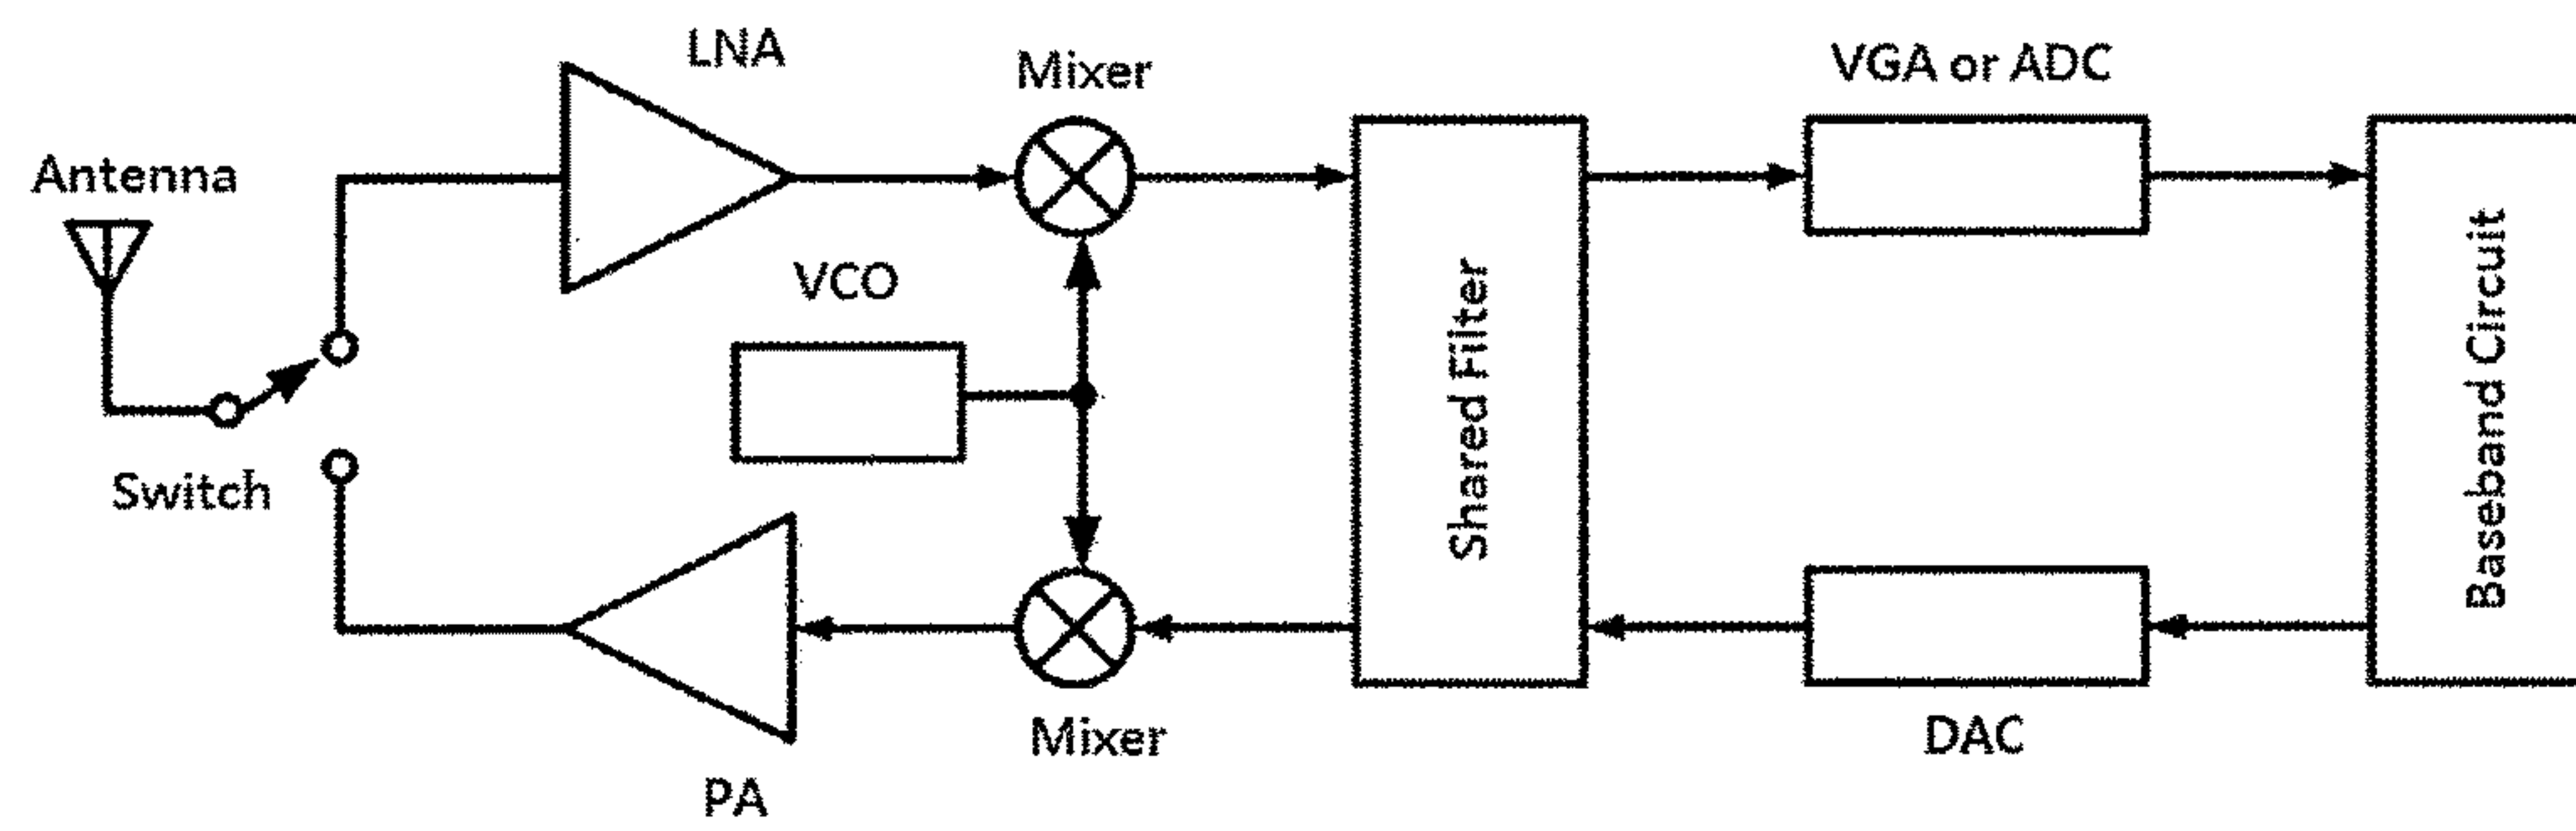 LNA
Mixer
VGA or ADC
Antenna
VCO
Switch
Shared Filter
Baseband Circuit
Mixer
DAC
PA